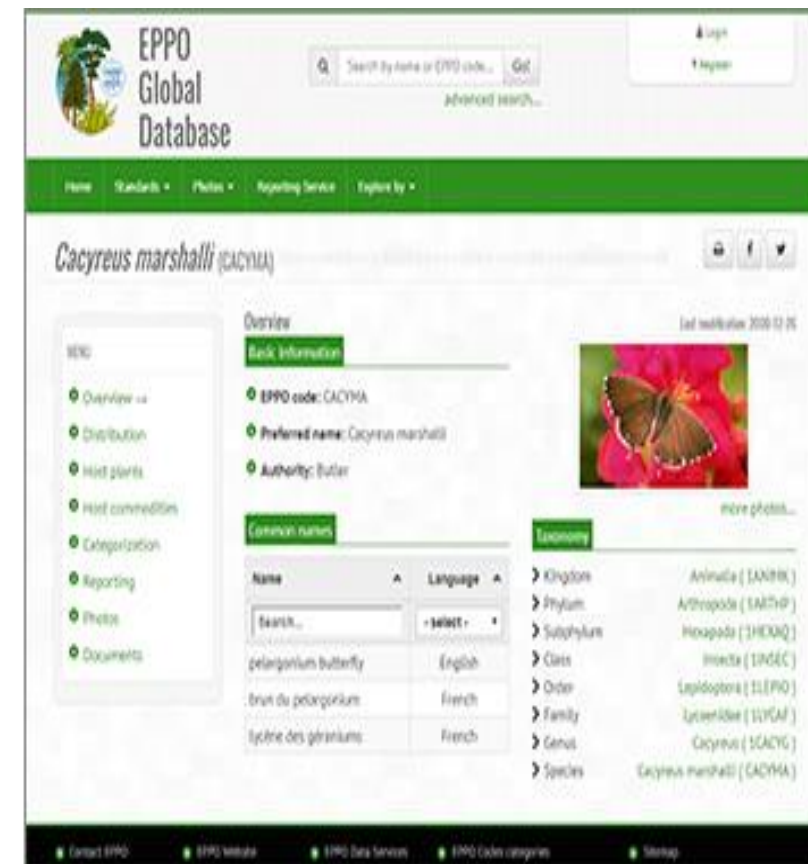 EPPO
Global
Database
Login
Register
Search by name or EPPO code... Go!
advanced search...
Home Standards Photos Reporting Service Explore by
Cacyreus marshalli (CACYMA)
MENU
Overview
Distribution
Host plants
Host commodities
Categorization
Reporting
Photos
Documents
Overview
Basic information
EPPO code: CACYMA
Preferred name: Cacyreus marshalli
Authority: Butler
Common names
Name Language
Search... - select -
pelargonium butterfly English
brun du pelargonium French
lycène des géraniums French
Last modification
more photos...
Taxonomy
Kingdom Animalia ( 1ANIMK )
Phylum Arthropoda ( 1ARTHP )
Subphylum Hexapoda ( 1HEXAQ )
Class Insecta ( 1INSEC )
Order Lepidoptera ( 1LEPIO )
Family Lycaenidae ( 1LYCAF )
Genus Cacyreus ( 1CACYG )
Species Cacyreus marshalli ( CACYMA )
Contact EPPO EPPO Website EPPO Data Services EPPO Codes categories Sitemap